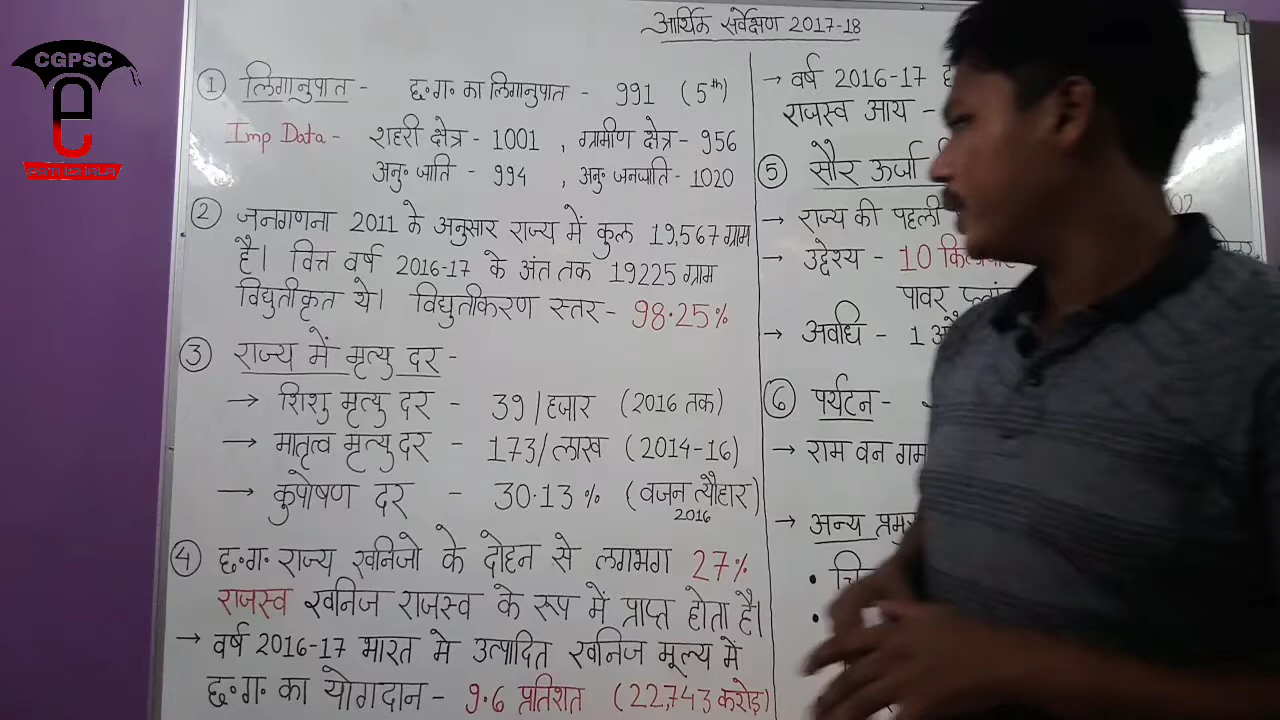 CGPSC
e
PATHSHALA
आर्थिक सर्वेक्षण 2017-18
① लिंगानुपात - छ.ग. का लिंगानुपात - 991 (5th)
Imp Data - शहरी क्षेत्र - 1001 , ग्रामीण क्षेत्र - 956
अनु. जाति - 994 , अनु. जनजाति - 1020
② जनगणना 2011 के अनुसार राज्य में कुल 19,567 ग्राम
है। वित्त वर्ष 2016-17 के अंत तक 19225 ग्राम
विद्युतीकृत थे। विद्युतीकरण स्तर - 98.25%
③ राज्य में मृत्यु दर -
→ शिशु मृत्यु दर - 39/हजार (2016 तक)
→ मातृत्व मृत्यु दर - 173/लाख (2014-16)
→ कुपोषण दर - 30.13% (वजन त्यौहार)
2016
④ छ.ग. राज्य खनिजो के दोहन से लगभग 27%
राजस्व खनिज राजस्व के रूप में प्राप्त होता है।
→ वर्ष 2016-17 भारत मे उत्पादित खनिज मूल्य में
छ.ग. का योगदान - 9.6 प्रतिशत (22,743 करोड़)
→ वर्ष 2016-17
राजस्व आय -
⑤ सौर ऊर्जा
→ राज्य की पहली
→ उद्देश्य - 10
पावर
→ अवधि - 1
⑥ पर्यटन -
→ राम वन
→ अन्य